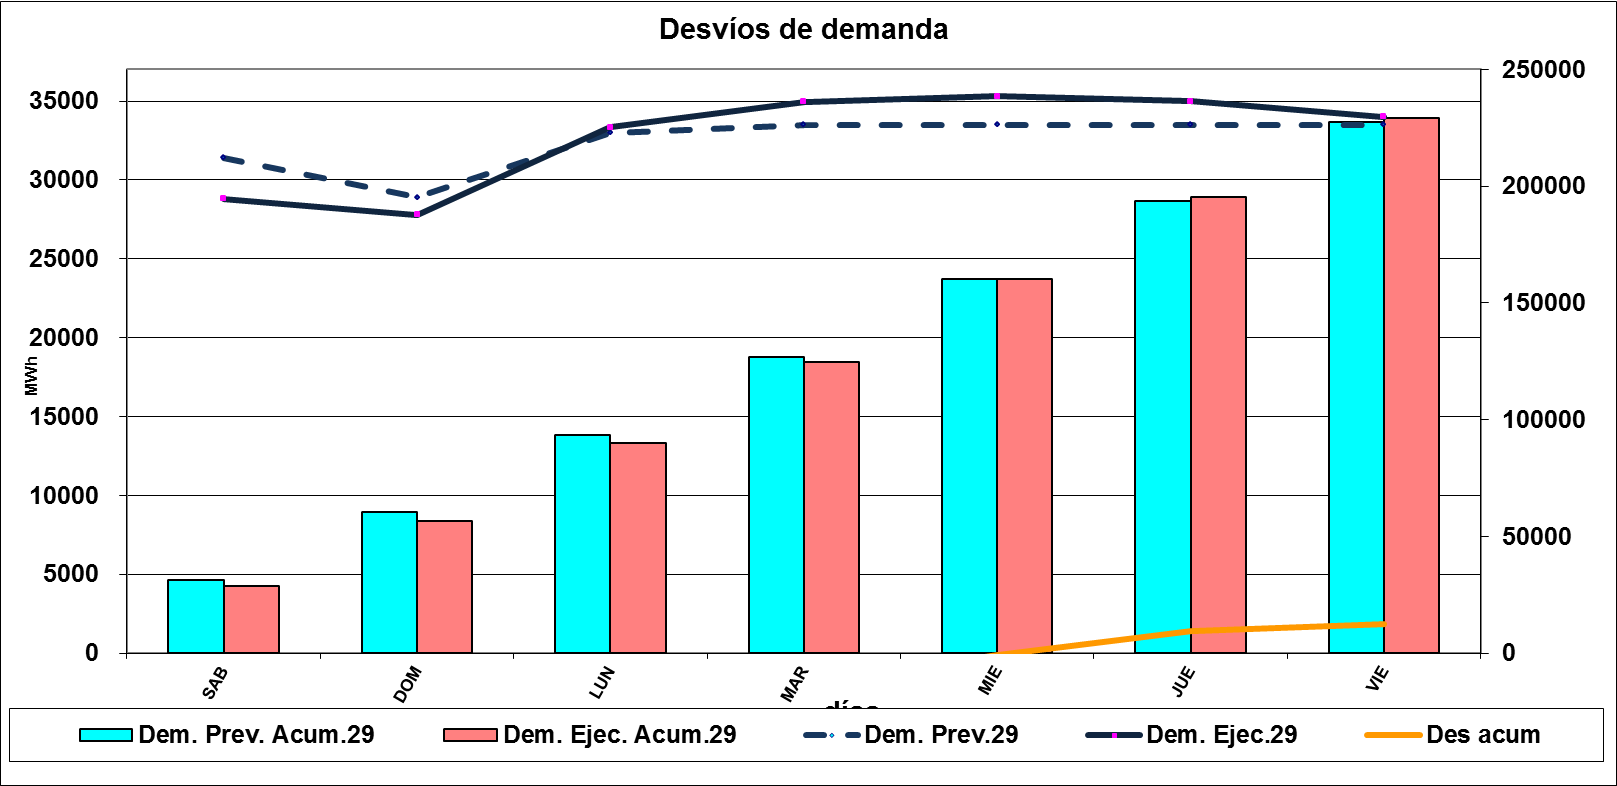 Desvíos de demanda
35000
30000
25000
20000
15000
10000
5000
0
MWh
250000
200000
150000
100000
50000
0
SAB
DOM
LUN
MAR
MIE
JUE
VIE
días
Dem. Prev. Acum.29
Dem. Ejec. Acum.29
Dem. Prev.29
Dem. Ejec.29
Des acum